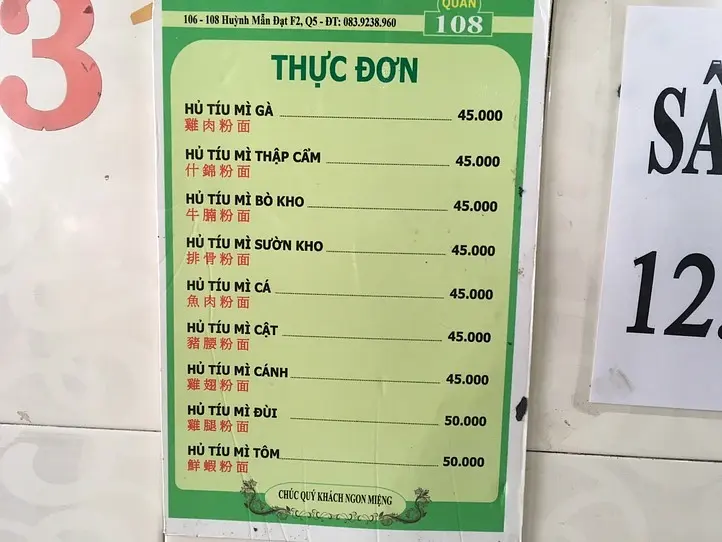 3
QUÁN
108
106 - 108 Huỳnh Mẫn Đạt F2, Q5 - ĐT: 083.9238.960
THỰC ĐƠN
HỦ TÍU MÌ GÀ 45.000
雞肉粉面
HỦ TÍU MÌ THẬP CẨM 45.000
什錦粉面
HỦ TÍU MÌ BÒ KHO 45.000
牛腩粉面
HỦ TÍU MÌ SƯỜN KHO 45.000
排骨粉面
HỦ TÍU MÌ CÁ 45.000
魚肉粉面
HỦ TÍU MÌ CẬT 45.000
豬腰粉面
HỦ TÍU MÌ CÁNH 45.000
雞翅粉面
HỦ TÍU MÌ ĐÙI 50.000
雞腿粉面
HỦ TÍU MÌ TÔM 50.000
鮮蝦粉面
CHÚC QUÝ KHÁCH NGON MIỆNG
12.